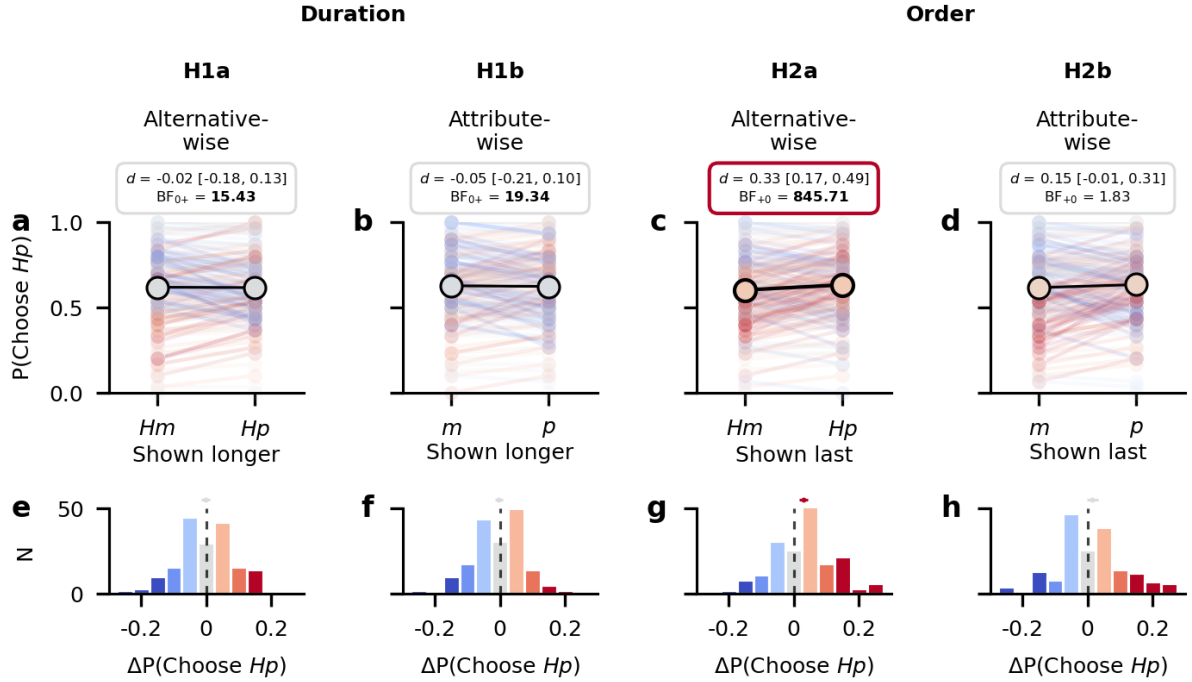 Duration
Order
H1a
H1b
H2a
H2b
Alternative-
wise
Attribute-
wise
Alternative-
wise
Attribute-
wise
d = -0.02 [-0.18, 0.13]
BF0+ = 15.43
d = -0.05 [-0.21, 0.10]
BF0+ = 19.34
d = 0.33 [0.17, 0.49]
BF+0 = 845.71
d = 0.15 [-0.01, 0.31]
BF+0 = 1.83
a
b
c
d
P(Choose Hp)
1.0
0.5
0.0
Hm Hp
Shown longer
m p
Shown longer
Hm Hp
Shown last
m p
Shown last
e
f
g
h
N
50
0
-0.2 0 0.2
-0.2 0 0.2
-0.2 0 0.2
-0.2 0 0.2
ΔP(Choose Hp)
ΔP(Choose Hp)
ΔP(Choose Hp)
ΔP(Choose Hp)